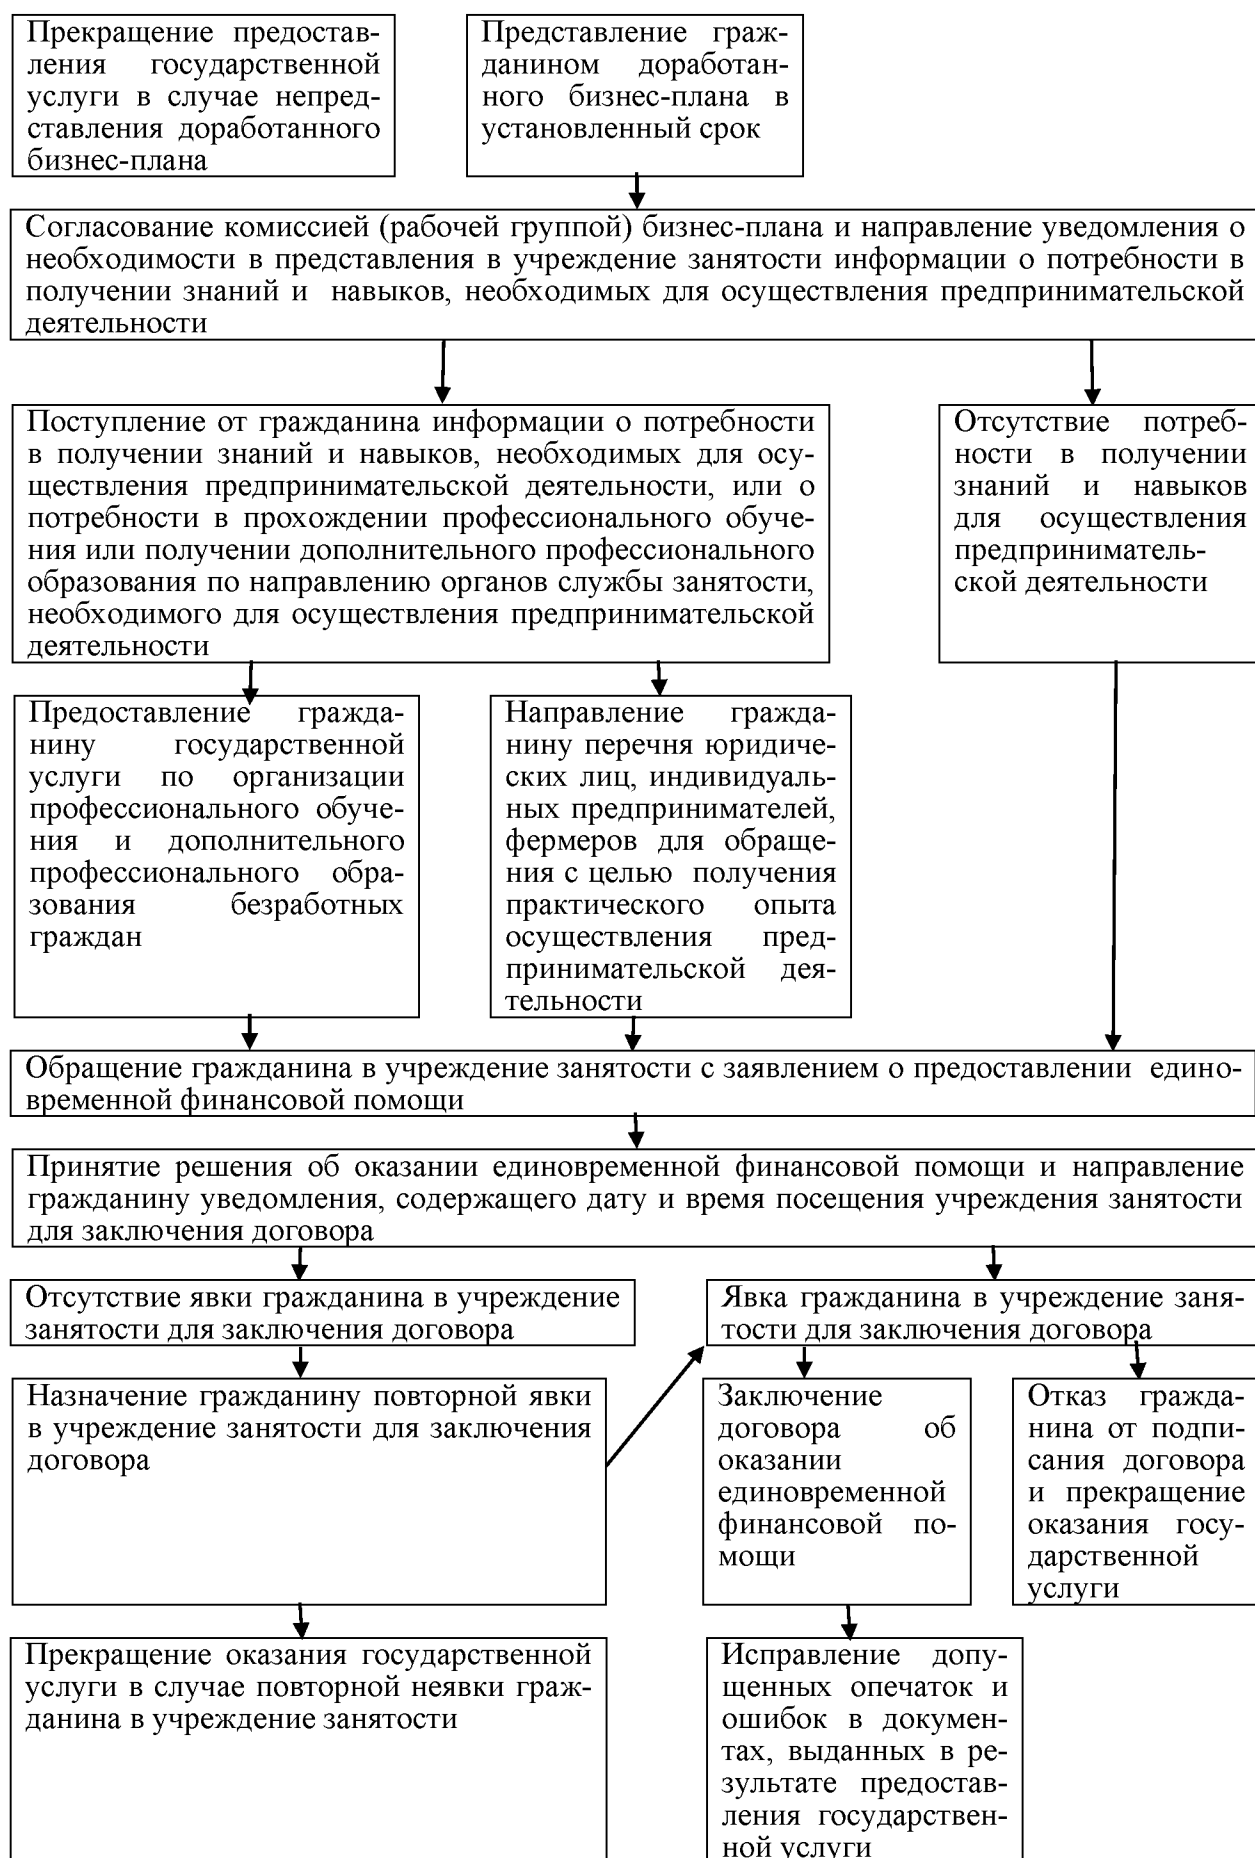 Прекращение предостав-
ления государственной
услуги в случае непред-
ставления доработанного
бизнес-плана
Представление граж-
данином доработан-
ного бизнес-плана в
установленный срок
Согласование комиссией (рабочей группой) бизнес-плана и направление уведомления о
необходимости в представления в учреждение занятости информации о потребности в
получении знаний и навыков, необходимых для осуществления предпринимательской
деятельности
Поступление от гражданина информации о потребности
в получении знаний и навыков, необходимых для осу-
ществления предпринимательской деятельности, или о
потребности в прохождении профессионального обуче-
ния или получении дополнительного профессионального
образования по направлению органов службы занятости,
необходимого для осуществления предпринимательской
деятельности
Отсутствие потреб-
ности в получении
знаний и навыков
для осуществления
предприниматель-
ской деятельности
Предоставление гражда-
нину государственной
услуги по организации
профессионального обуче-
ния и дополнительного
профессионального обра-
зования безработных
граждан
Направление гражда-
нину перечня юридиче-
ских лиц, индивидуаль-
ных предпринимателей,
фермеров для обраще-
ния с целью получения
практического опыта
осуществления пред-
принимательской дея-
тельности
Обращение гражданина в учреждение занятости с заявлением о предоставлении едино-
временной финансовой помощи
Принятие решения об оказании единовременной финансовой помощи и направление
гражданину уведомления, содержащего дату и время посещения учреждения занятости
для заключения договора
Отсутствие явки гражданина в учреждение
занятости для заключения договора
Явка гражданина в учреждение заня-
тости для заключения договора
Назначение гражданину повторной явки
в учреждение занятости для заключения
договора
Заключение
договора об
оказании
единовременной
финансовой по-
мощи
Отказ гражда-
нина от подпи-
сания договора
и прекращение
оказания госу-
дарственной
услуги
Прекращение оказания государственной
услуги в случае повторной неявки граж-
данина в учреждение занятости
Исправление допу-
щенных опечаток и
ошибок в докумен-
тах, выданных в ре-
зультате предостав-
ления государствен-
ной услуги